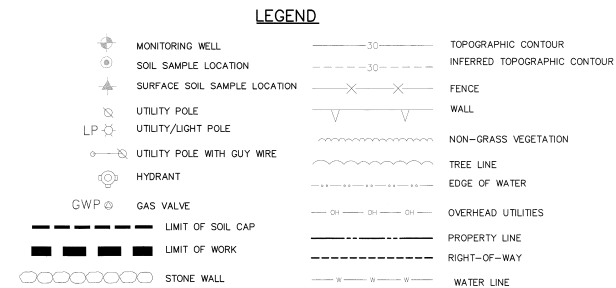 LEGEND
MONITORING WELL
SOIL SAMPLE LOCATION
SURFACE SOIL SAMPLE LOCATION
UTILITY POLE
LP UTILITY/LIGHT POLE
UTILITY POLE WITH GUY WIRE
HYDRANT
GWP GAS VALVE
LIMIT OF SOIL CAP
LIMIT OF WORK
STONE WALL
30 TOPOGRAPHIC CONTOUR
30 INFERRED TOPOGRAPHIC CONTOUR
FENCE
WALL
NON-GRASS VEGETATION
TREE LINE
EDGE OF WATER
OH OH OH OVERHEAD UTILITIES
PROPERTY LINE
RIGHT-OF-WAY
W W W WATER LINE